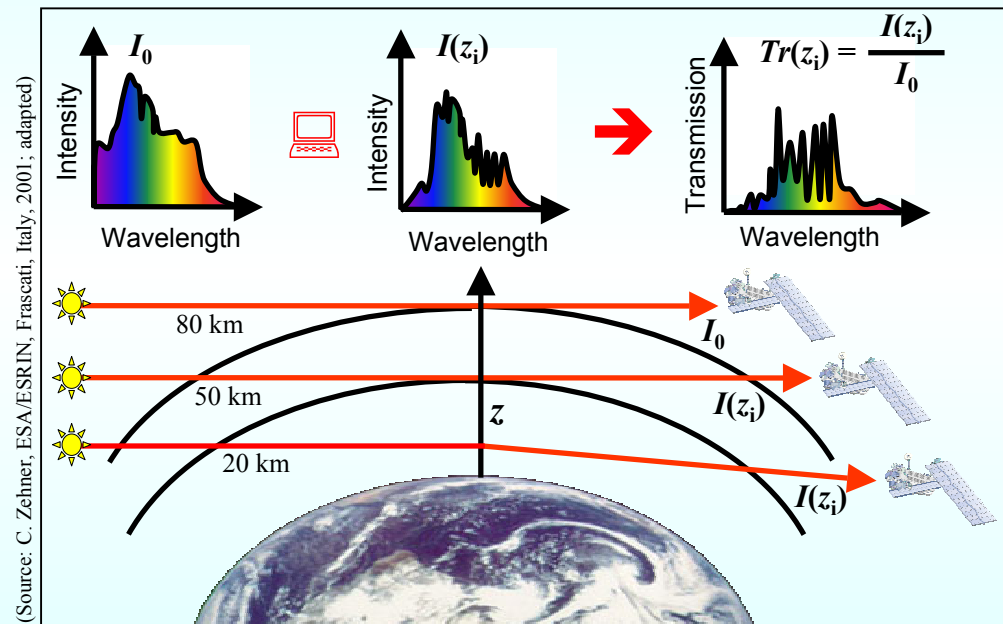 (Source: C. Zehner, ESA/ESRIN, Frascati, Italy, 2001; adapted)
I₀
Intensity
Wavelength
I(zᵢ)
Intensity
Wavelength
Tr(zᵢ) = I(zᵢ) / I₀
Transmission
Wavelength
80 km
I₀
50 km
I(zᵢ)
z
20 km
I(zᵢ)